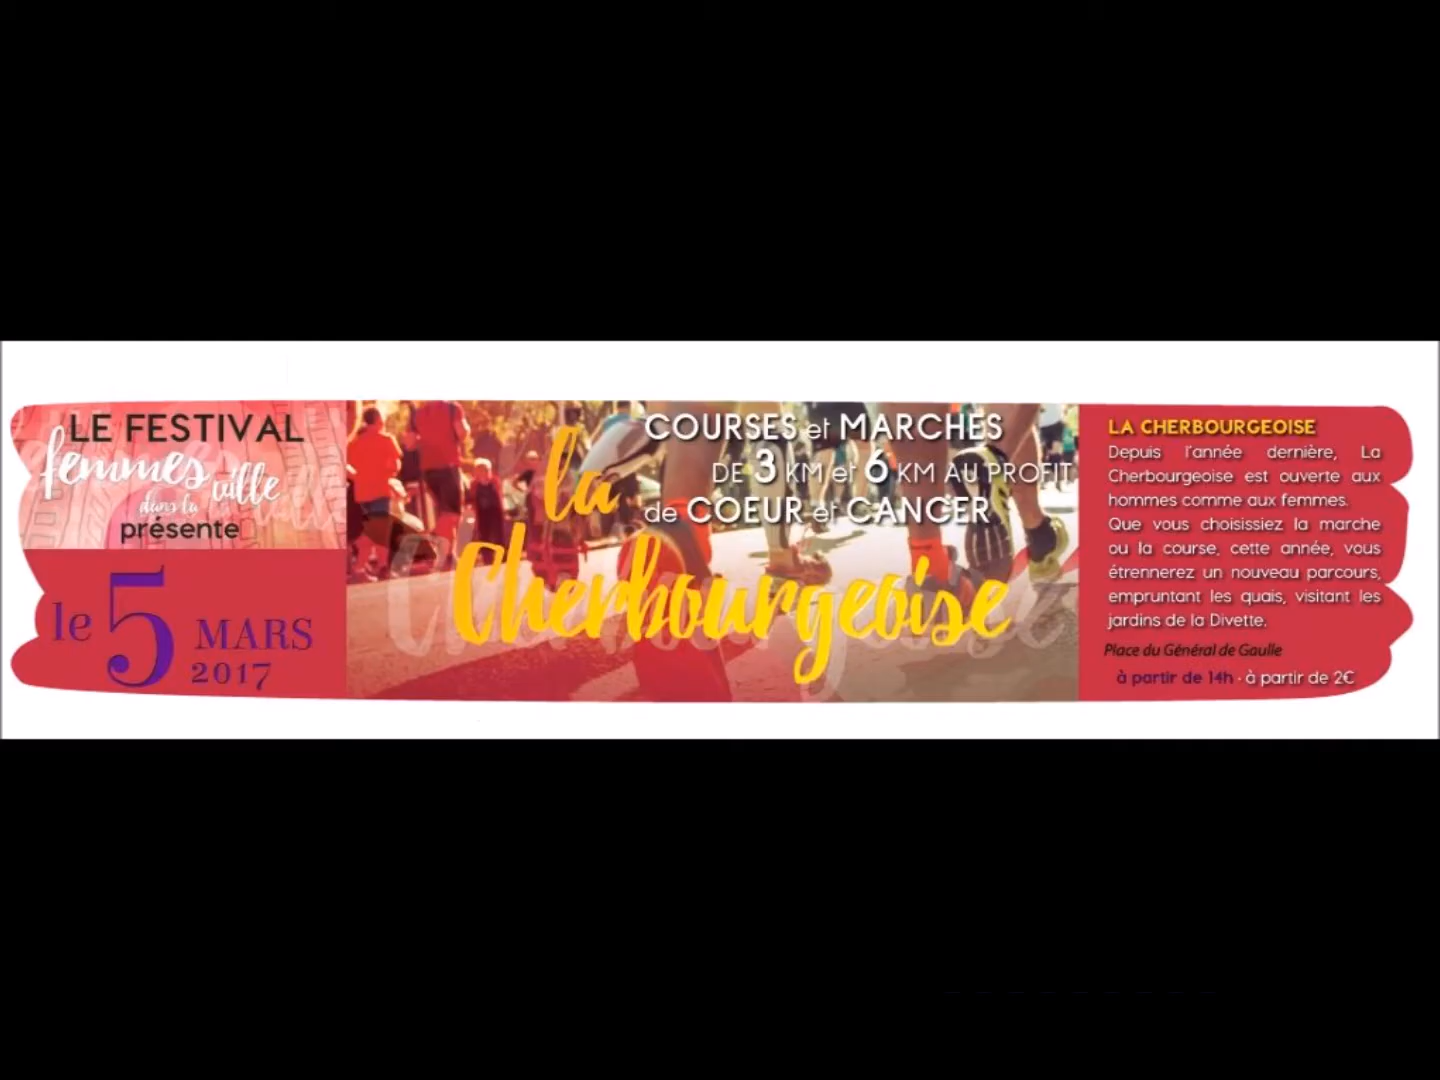 LE FESTIVAL
femmes
dans la ville
présente
le 5 MARS
2017
la
Cherbourgeoise
COURSES et MARCHES
DE 3 KM et 6 KM AU PROFIT
de COEUR et CANCER
LA CHERBOURGEOISE
Depuis l'année dernière, La
Cherbourgeoise est ouverte aux
hommes comme aux femmes.
Que vous choisissiez la marche
ou la course, cette année, vous
étrennerez un nouveau parcours,
empruntant les quais, visitant les
jardins de la Divette.
Place du Général de Gaulle
à partir de 14h - à partir de 2€